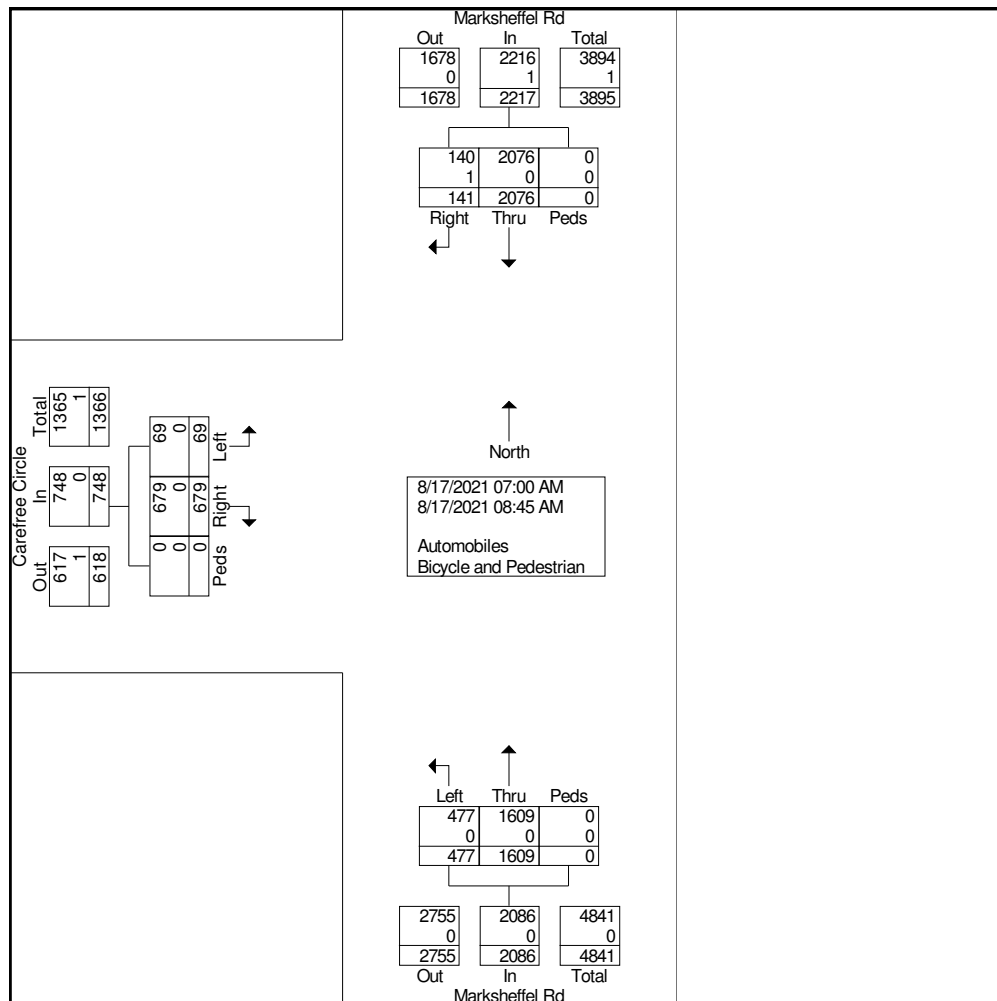 Marksheffel Rd
Out In Total
1678 2216 3894
0 1 1
1678 2217 3895
140 2076 0
1 0 0
141 2076 0
Right Thru Peds
Carefree Circle
Total In Out
1365 748 617
1 0 1
1366 748 618
69 679 0
0 0 0
69 679 0
Left Right Peds
North
8/17/2021 07:00 AM
8/17/2021 08:45 AM
Automobiles
Bicycle and Pedestrian
Left Thru Peds
477 1609 0
0 0 0
477 1609 0
2755 2086 4841
0 0 0
2755 2086 4841
Out In Total
Marksheffel Rd